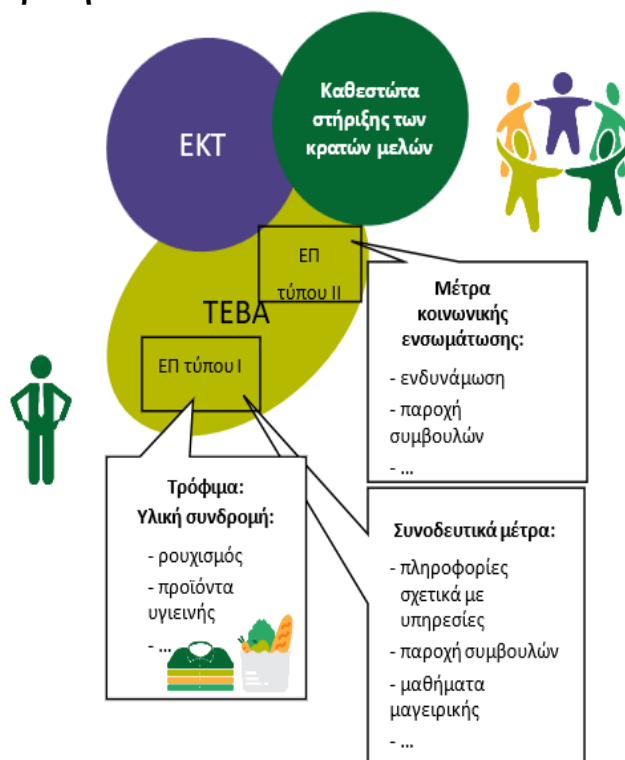 ΕΚΤ
Καθεστώτα
στήριξης των
κρατών μελών
ΕΠ
τύπου ΙΙ
ΤΕΒΑ
ΕΠ τύπου Ι
Μέτρα
κοινωνικής
ενσωμάτωσης:
- ενδυνάμωση
- παροχή
συμβουλών
- ...
Τρόφιμα:
Υλική συνδρομή:
- ρουχισμός
- προϊόντα
υγιεινής
- ...
Συνοδευτικά μέτρα:
- πληροφορίες
σχετικά με
υπηρεσίες
- παροχή συμβουλών
- μαθήματα
μαγειρικής
- ...